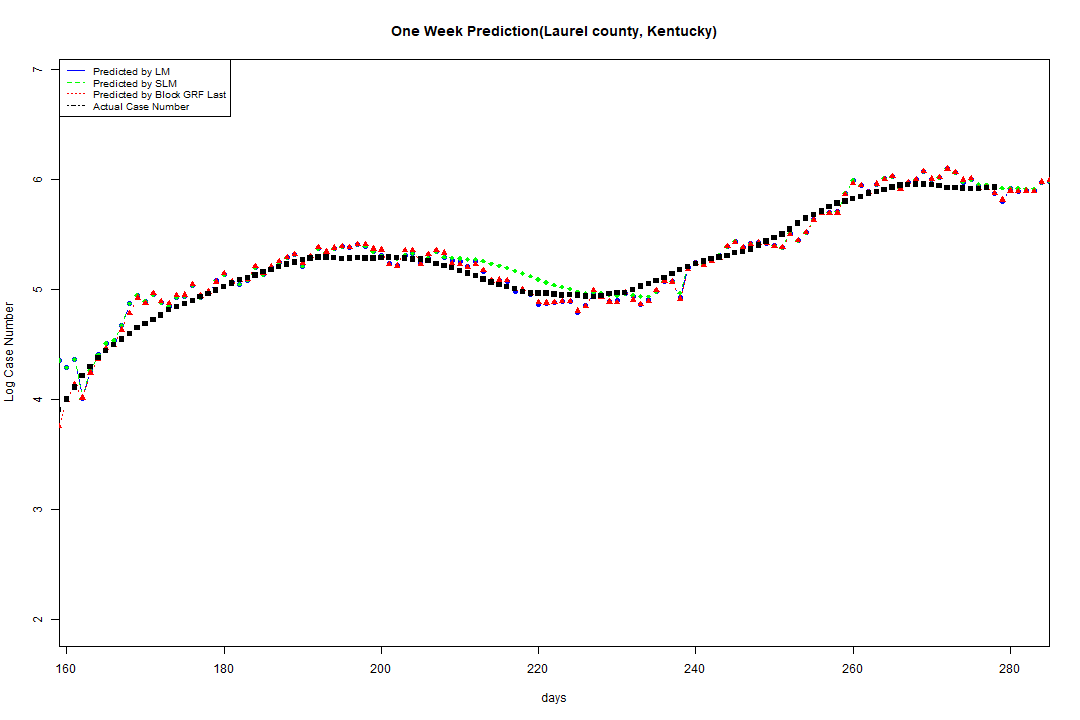 One Week Prediction(Laurel county, Kentucky)
Predicted by LM
Predicted by SLM
Predicted by Block GRF Last
Actual Case Number
7
6
5
4
3
2
Log Case Number
160 180 200 220 240 260 280
days